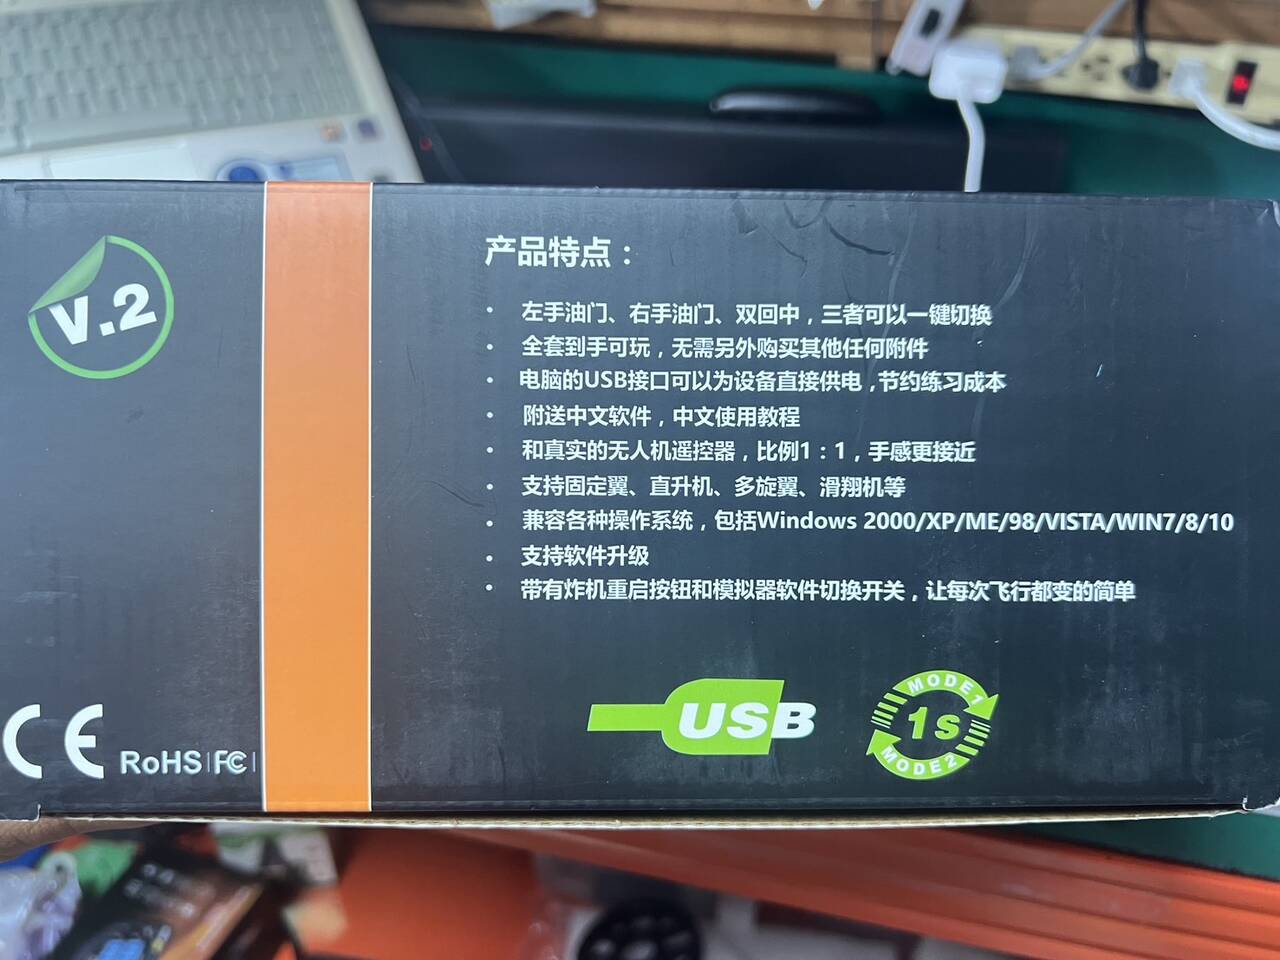 V.2
产品特点：
• 左手油门、右手油门、双回中，三者可以一键切换
• 全套到手可玩，无需另外购买其他任何附件
• 电脑的USB接口可以为设备直接供电，节约练习成本
• 附送中文软件，中文使用教程
• 和真实的无人机遥控器，比例1：1，手感更接近
• 支持固定翼、直升机、多旋翼、滑翔机等
• 兼容各种操作系统，包括Windows 2000/XP/ME/98/VISTA/WIN7/8/10
• 支持软件升级
• 带有炸机重启按钮和模拟器软件切换开关，让每次飞行都变的简单
CE RoHS FC
USB
MODE1
1s
MODE2